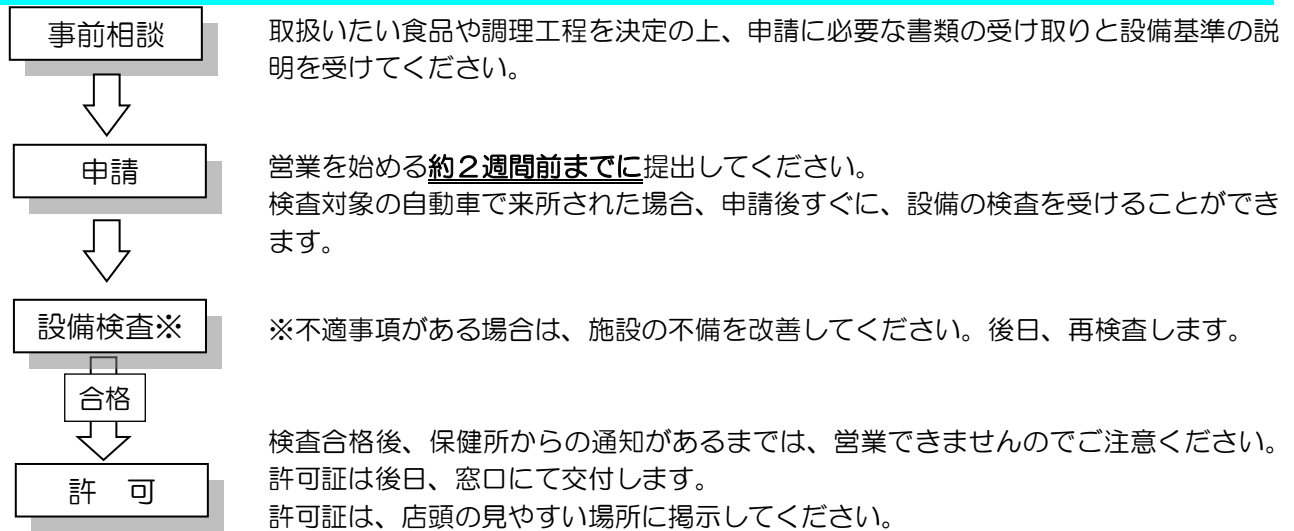 事前相談
取扱いたい食品や調理工程を決定の上、申請に必要な書類の受け取りと設備基準の説
明を受けてください。
申請
営業を始める約２週間前までに提出してください。
検査対象の自動車で来所された場合、申請後すぐに、設備の検査を受けることができ
ます。
設備検査※
※不適事項がある場合は、施設の不備を改善してください。後日、再検査します。
合格
検査合格後、保健所からの通知があるまでは、営業できませんのでご注意ください。
許　可
許可証は後日、窓口にて交付します。
許可証は、店頭の見やすい場所に掲示してください。